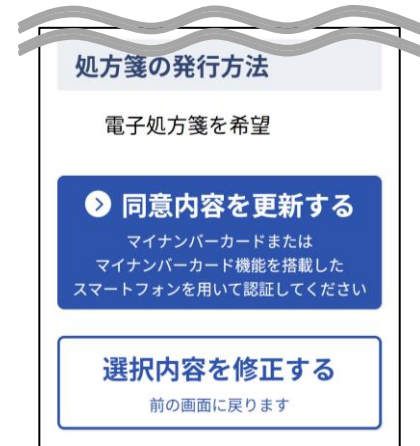 処方箋の発行方法
電子処方箋を希望
同意内容を更新する
マイナンバーカードまたは
マイナンバーカード機能を搭載した
スマートフォンを用いて認証してください
選択内容を修正する
前の画面に戻ります